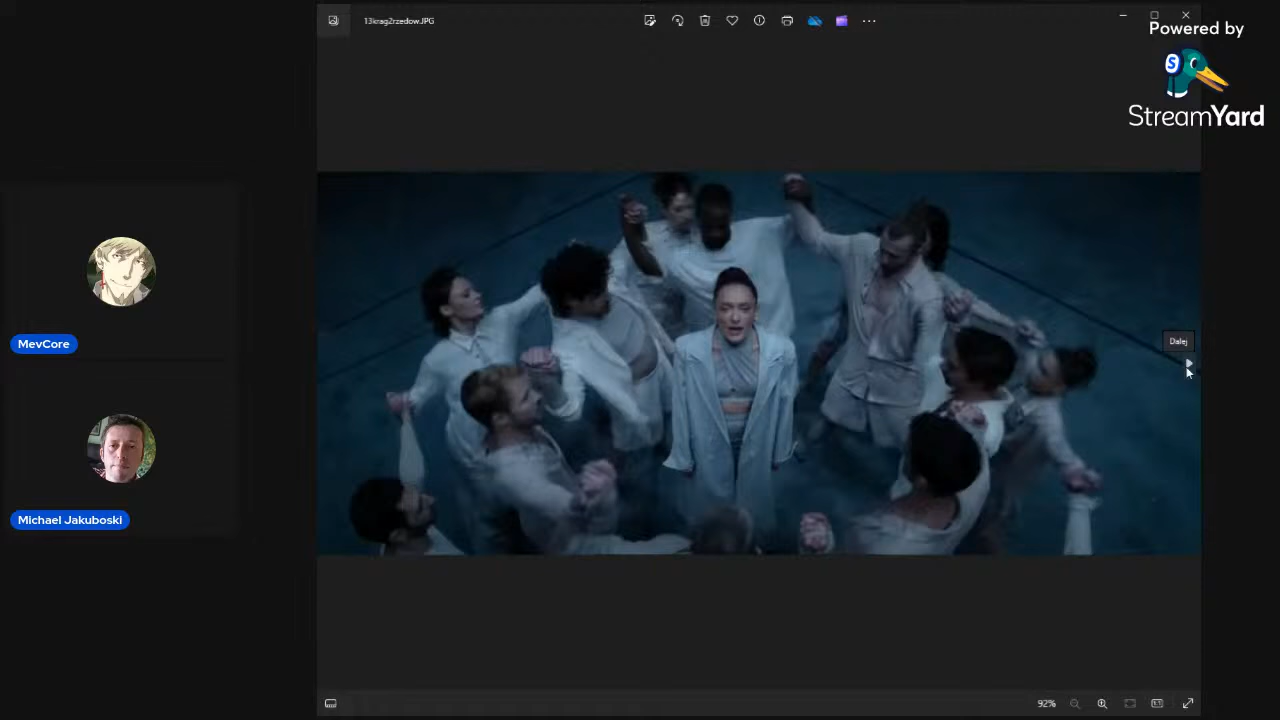 13krag2rzedow.JPG
Powered by
S
StreamYard
Dalej
MevCore
Michael Jakuboski
92%